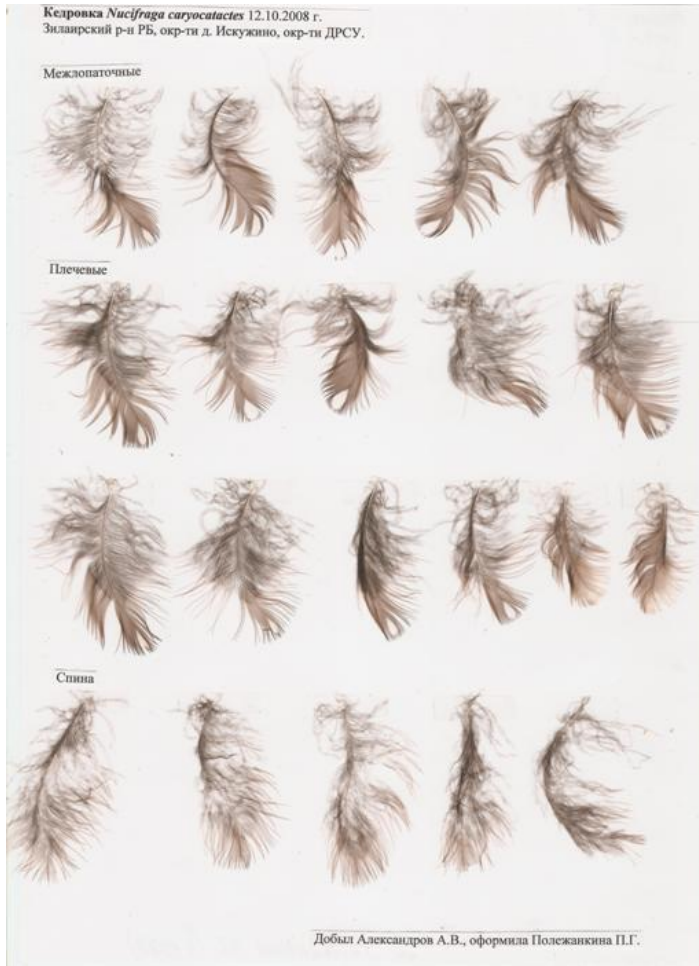 Кедровка Nucifraga caryocatactes 12.10.2008 г.
Зилаирский р-н РБ, окр-ти д. Искужино, окр-ти ДРСУ.
Межлопаточные
Плечевые
Спина
Добыл Александров А.В., оформила Полежанкина П.Г.